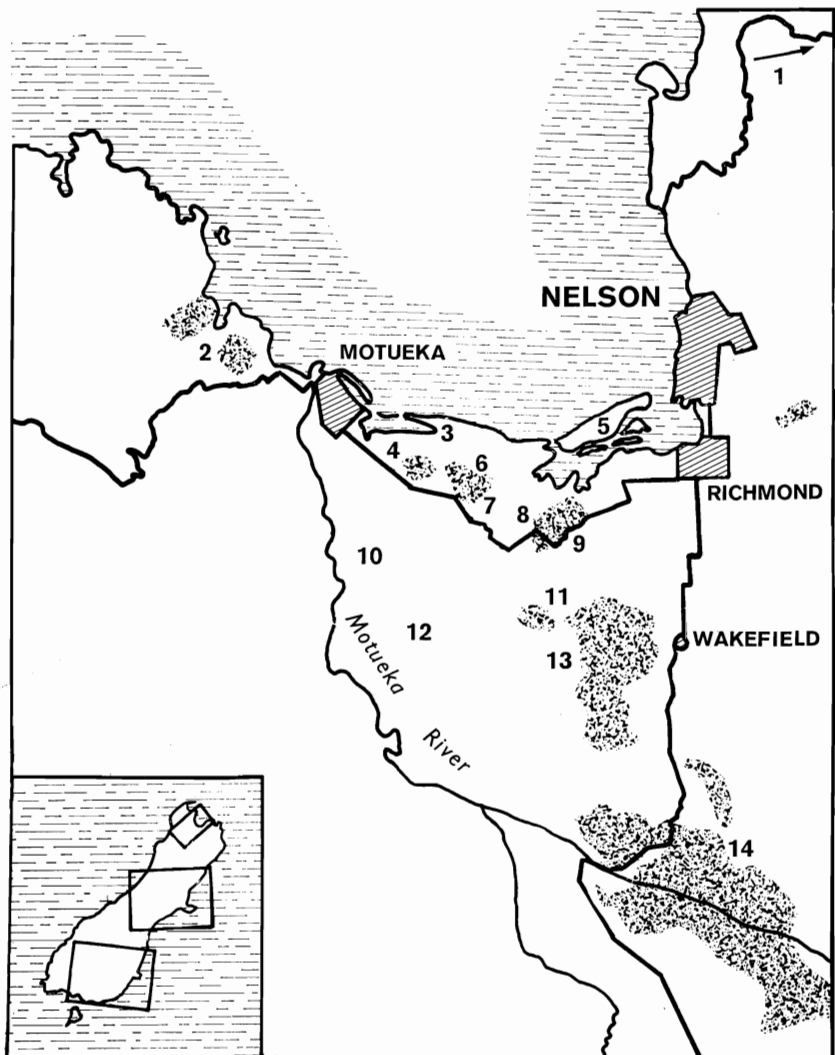 1
NELSON
2
MOTUEKA
3
5
4
6
RICHMOND
7
8
9
10
11
12
Motueka
River
WAKEFIELD
13
14